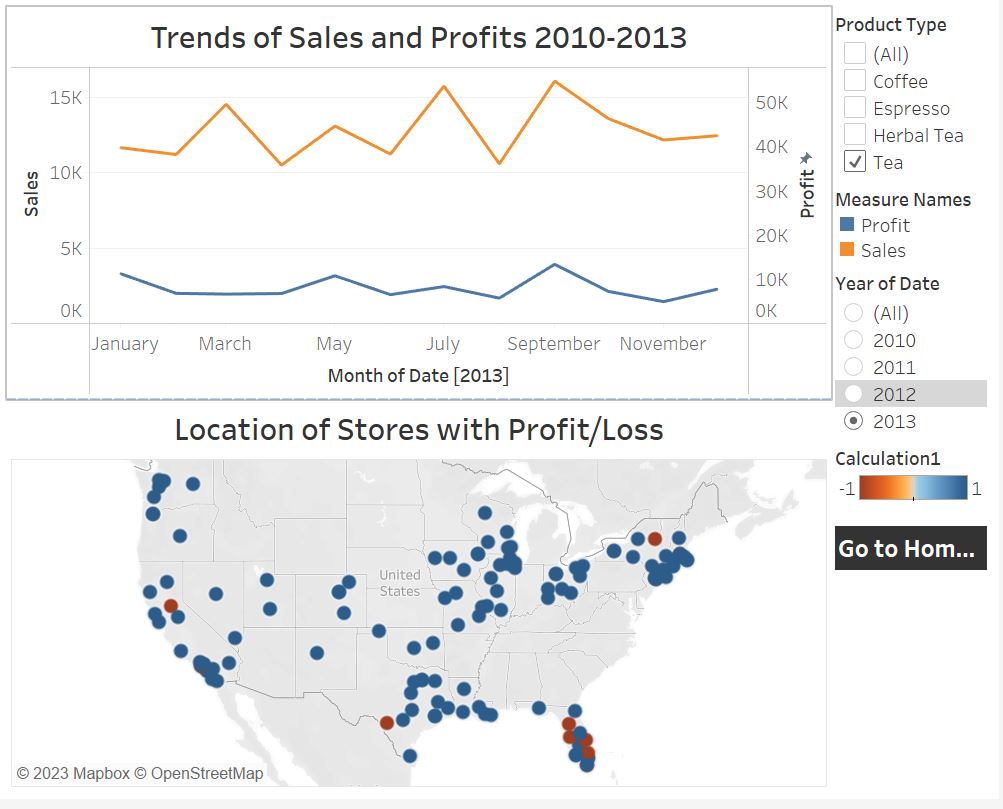 Trends of Sales and Profits 2010-2013
15K
10K
5K
0K
Sales
50K
40K
30K
20K
10K
0K
Profit
January March May July September November
Month of Date [2013]
Product Type
(All)
Coffee
Espresso
Herbal Tea
Tea
Measure Names
Profit
Sales
Year of Date
(All)
2010
2011
2012
2013
Calculation1
-1 1
Go to Hom...
Location of Stores with Profit/Loss
United
States
© 2023 Mapbox © OpenStreetMap